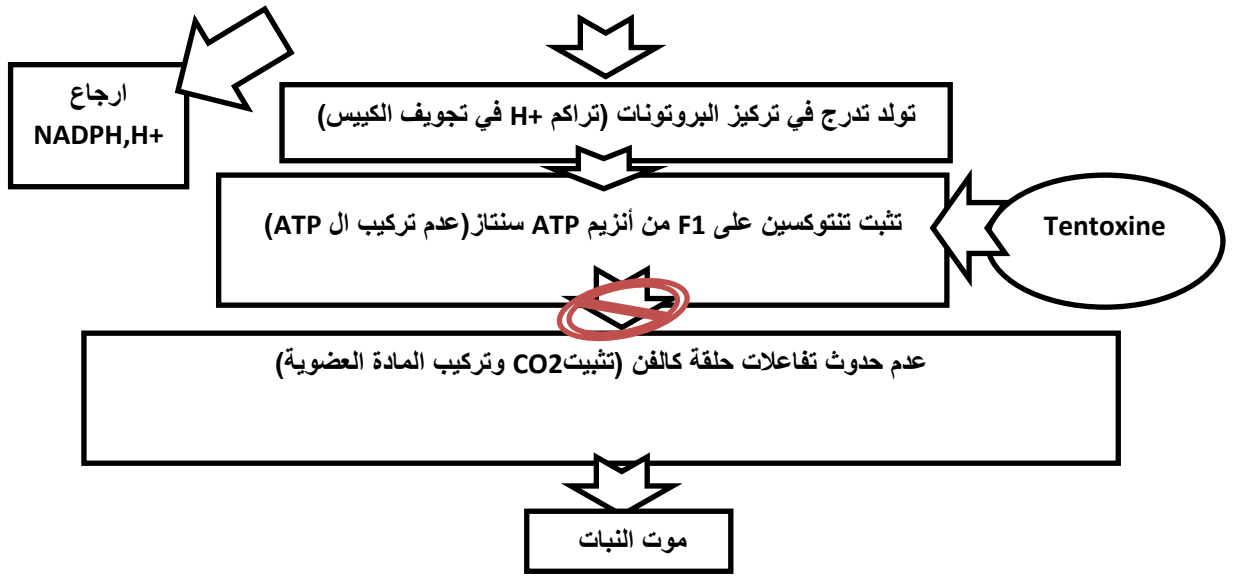 ارجاع
NADPH,H+
تولد تدرج في تركيز البروتونات (تراكم +H في تجويف الكييس)
تثبت تنتوكسين على F1 من أنزيم ATP سنتاز(عدم تركيب ال ATP)
Tentoxine
عدم حدوث تفاعلات حلقة كالفن (تثبيتCO2 وتركيب المادة العضوية)
موت النبات